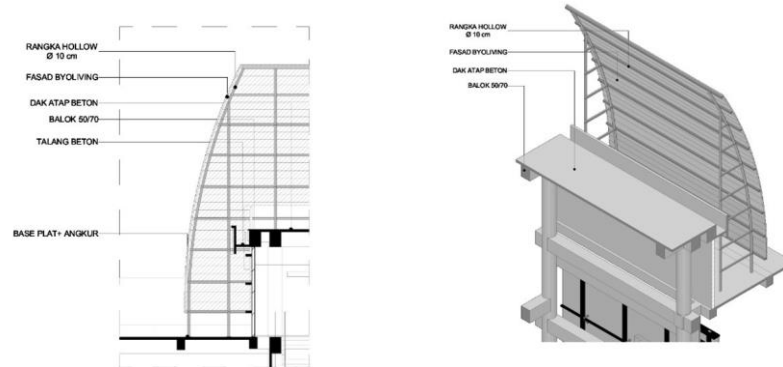 RANGKA HOLLOW
Ø 10 cm
FASAD BYOLIVING
DAK ATAP BETON
BALOK 50/70
TALANG BETON
BASE PLAT+ ANGKUR
RANGKA HOLLOW
Ø 10 cm
FASAD BYOLIVING
DAK ATAP BETON
BALOK 50/70